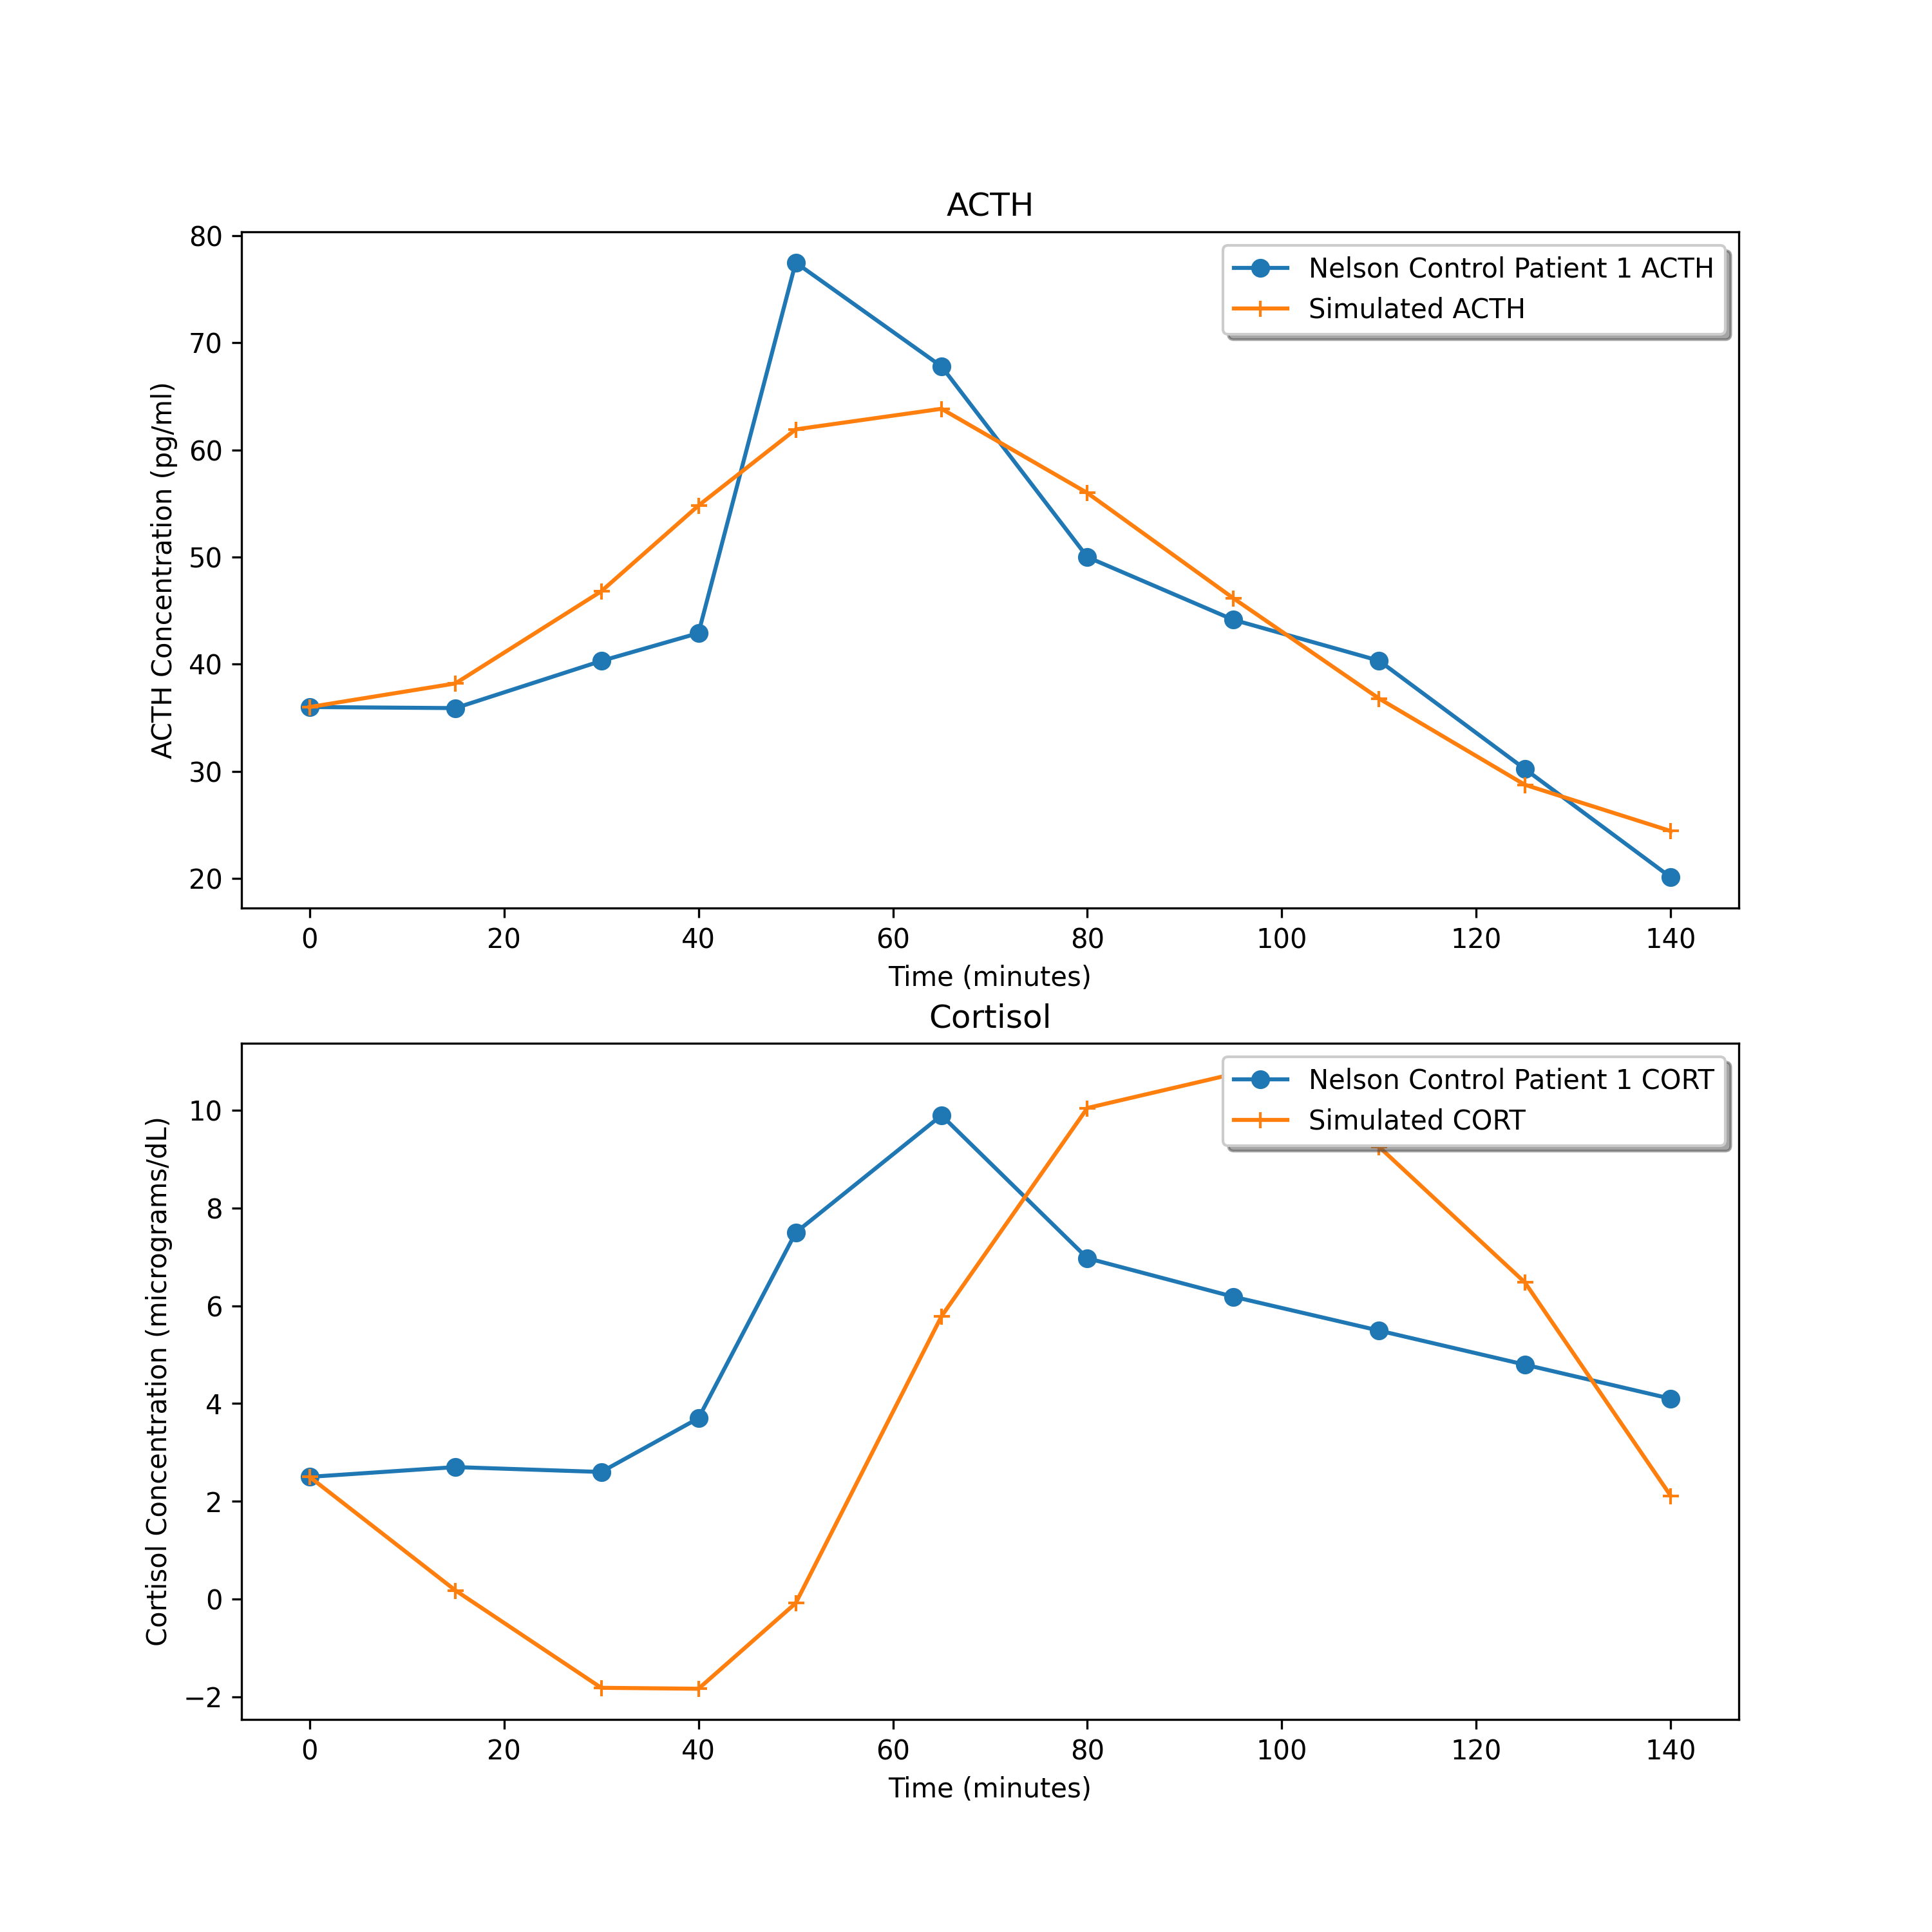 ACTH
80
70
60
50
40
30
20
ACTH Concentration (pg/ml)
Nelson Control Patient 1 ACTH
Simulated ACTH
0 20 40 60 80 100 120 140
Time (minutes)
Cortisol
10
8
6
4
2
0
−2
Cortisol Concentration (micrograms/dL)
Nelson Control Patient 1 CORT
Simulated CORT
0 20 40 60 80 100 120 140
Time (minutes)